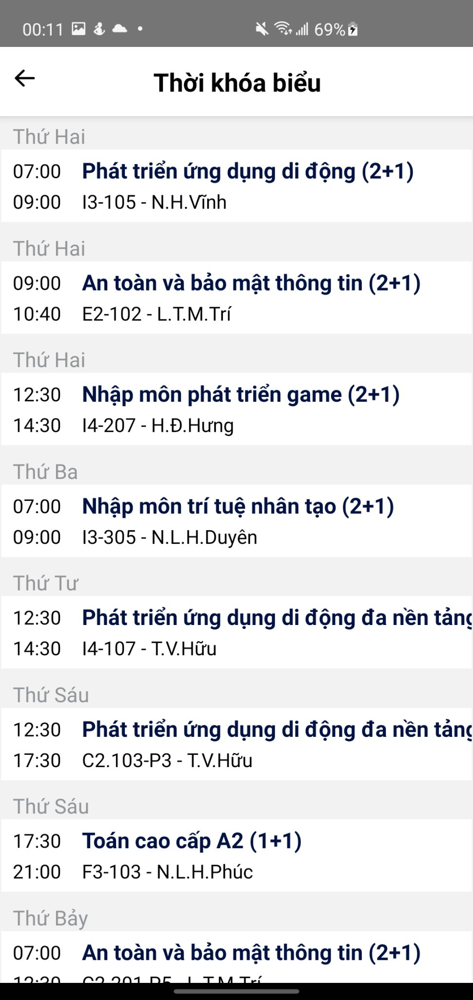 00:11
69%
Thời khóa biểu
Thứ Hai
07:00 Phát triển ứng dụng di động (2+1)
09:00 I3-105 - N.H.Vĩnh
Thứ Hai
09:00 An toàn và bảo mật thông tin (2+1)
10:40 E2-102 - L.T.M.Trí
Thứ Hai
12:30 Nhập môn phát triển game (2+1)
14:30 I4-207 - H.Đ.Hưng
Thứ Ba
07:00 Nhập môn trí tuệ nhân tạo (2+1)
09:00 I3-305 - N.L.H.Duyên
Thứ Tư
12:30 Phát triển ứng dụng di động đa nền tảng
14:30 I4-107 - T.V.Hữu
Thứ Sáu
12:30 Phát triển ứng dụng di động đa nền tảng
17:30 C2.103-P3 - T.V.Hữu
Thứ Sáu
17:30 Toán cao cấp A2 (1+1)
21:00 F3-103 - N.L.H.Phúc
Thứ Bảy
07:00 An toàn và bảo mật thông tin (2+1)
12:30 - L.T.M.Trí